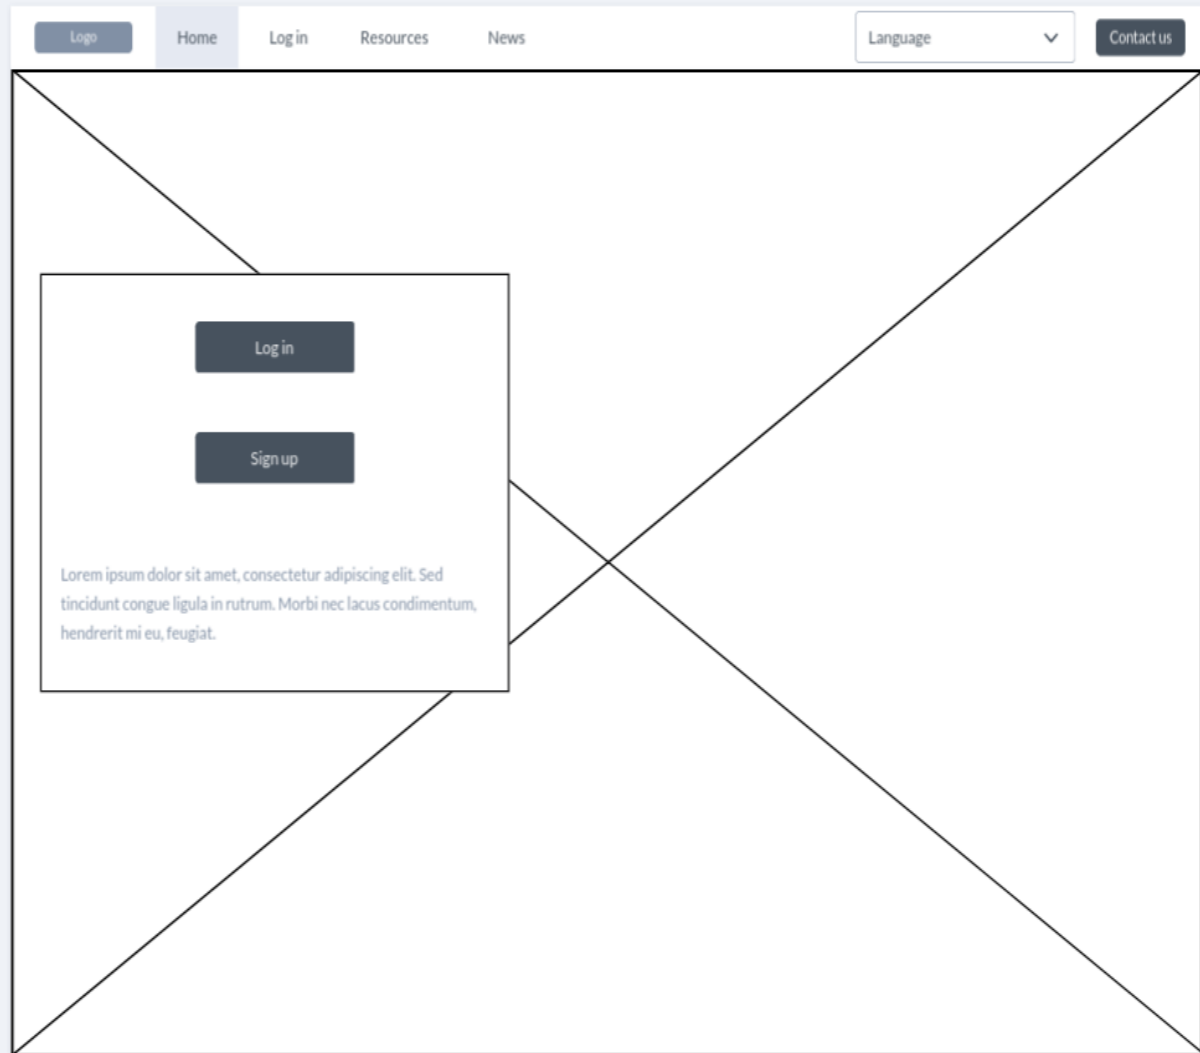 Logo
Home
Log in
Resources
News
Language
Contact us
Log in
Sign up
Lorem ipsum dolor sit amet, consectetur adipiscing elit. Sed
tincidunt congue ligula in rutrum. Morbi nec lacus condimentum,
hendrerit mi eu, feugiat.